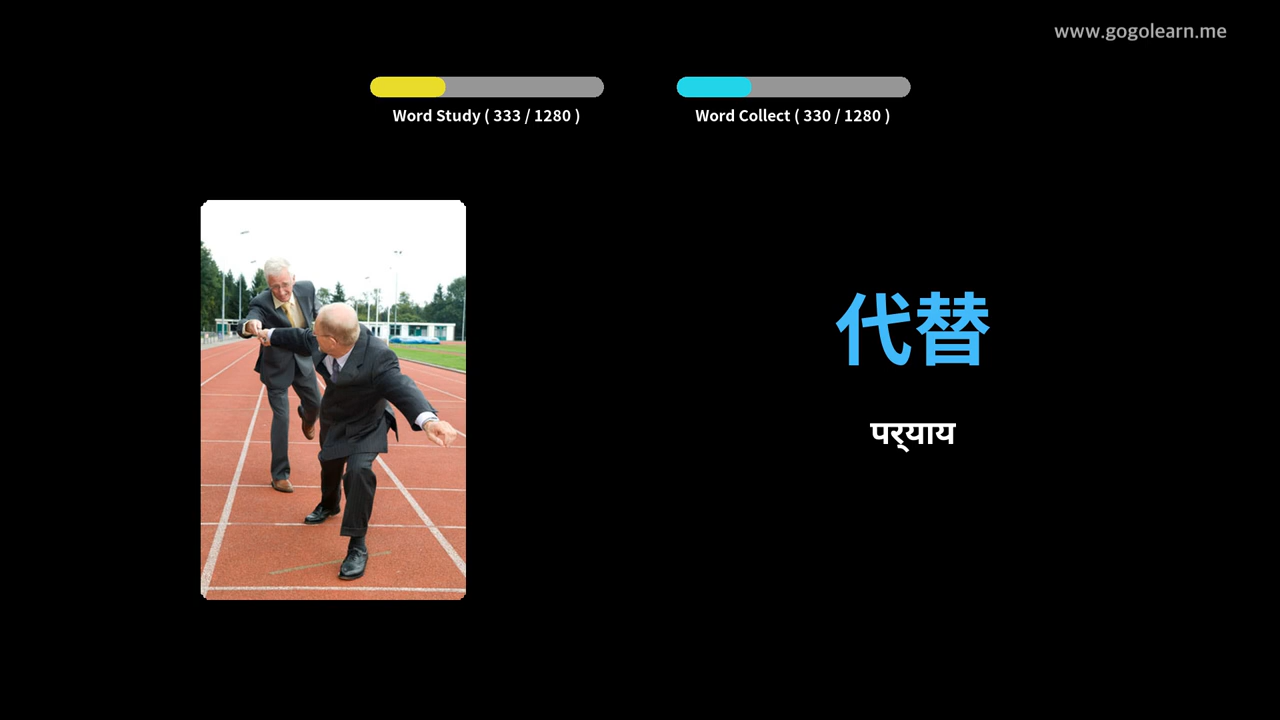 www.gogolearn.me
Word Study ( 333 / 1280 )
Word Collect ( 330 / 1280 )
代替
पर्‌याय